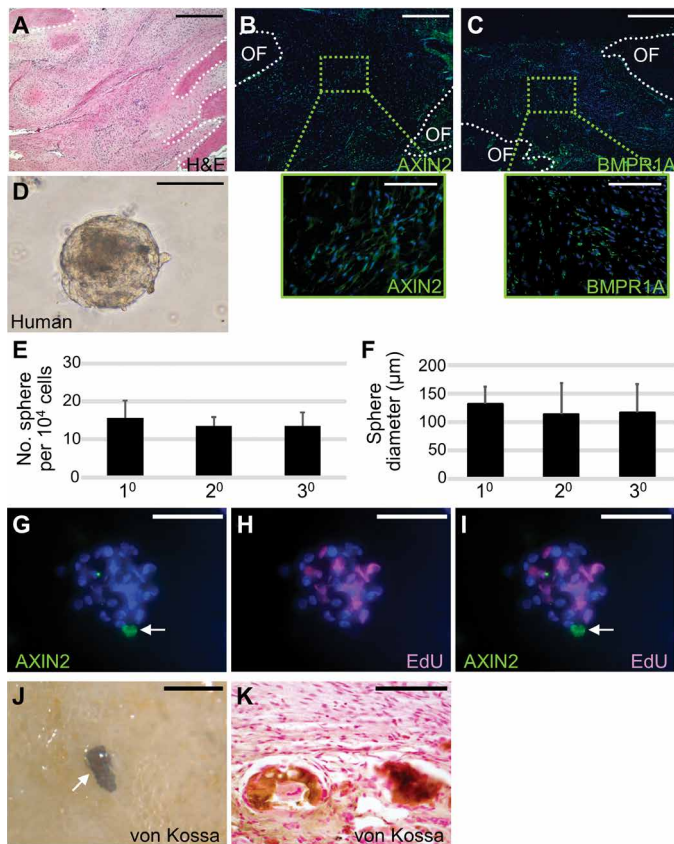 A
H&E
B
OF
OF
AXIN2
AXIN2
C
OF
OF
BMPR1A
BMPR1A
D
Human
E
No. sphere
per 10⁴ cells
30
20
10
0
1⁰
2⁰
3⁰
F
Sphere
diameter (µm)
200
150
100
50
0
1⁰
2⁰
3⁰
G
AXIN2
H
EdU
I
AXIN2
EdU
J
von Kossa
K
von Kossa